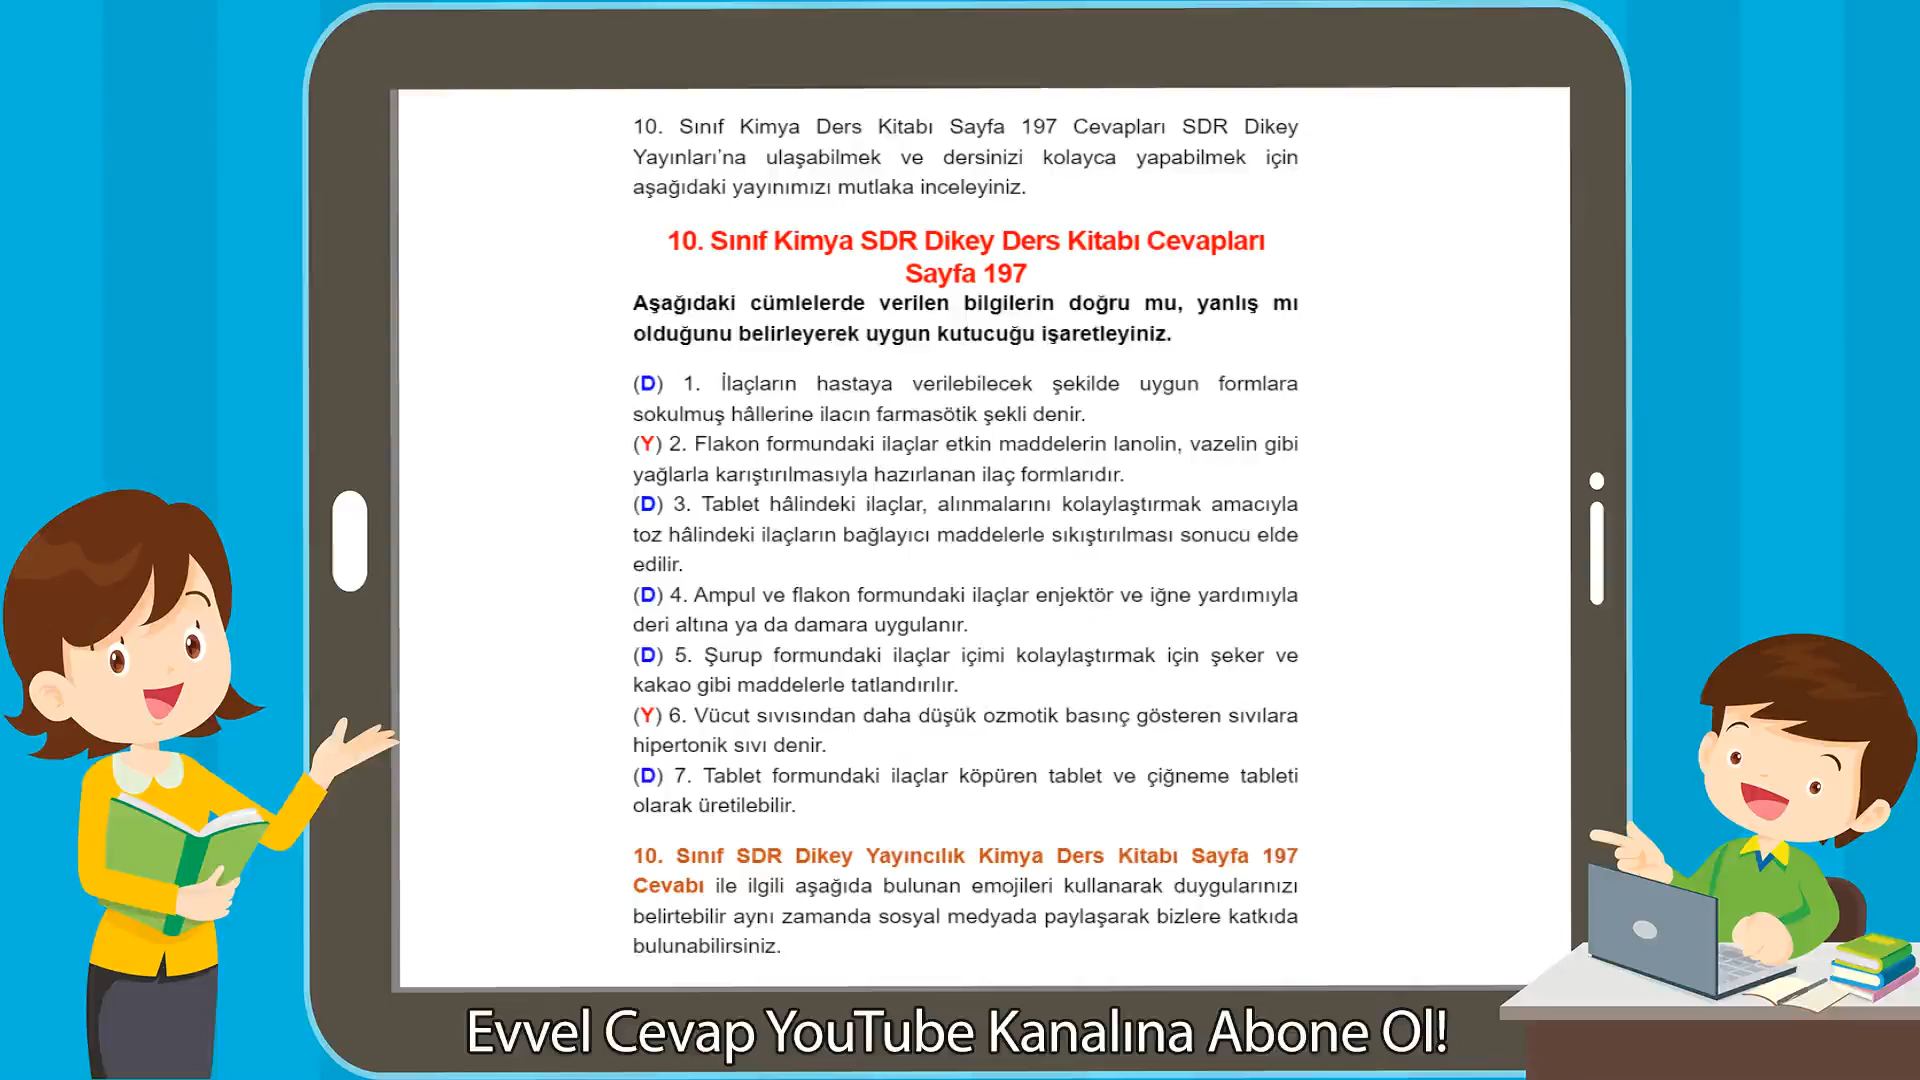 10. Sınıf Kimya Ders Kitabı Sayfa 197 Cevapları SDR Dikey
Yayınları’na ulaşabilmek ve dersinizi kolayca yapabilmek için
aşağıdaki yayınımızı mutlaka inceleyiniz.
10. Sınıf Kimya SDR Dikey Ders Kitabı Cevapları
Sayfa 197
Aşağıdaki cümlelerde verilen bilgilerin doğru mu, yanlış mı
olduğunu belirleyerek uygun kutucuğu işaretleyiniz.
(D) 1. İlaçların hastaya verilebilecek şekilde uygun formlara
sokulmuş hâllerine ilacın farmasötik şekli denir.
(Y) 2. Flakon formundaki ilaçlar etkin maddelerin lanolin, vazelin gibi
yağlarla karıştırılmasıyla hazırlanan ilaç formlarıdır.
(D) 3. Tablet hâlindeki ilaçlar, alınmalarını kolaylaştırmak amacıyla
toz hâlindeki ilaçların bağlayıcı maddelerle sıkıştırılması sonucu elde
edilir.
(D) 4. Ampul ve flakon formundaki ilaçlar enjektör ve iğne yardımıyla
deri altına ya da damara uygulanır.
(D) 5. Şurup formundaki ilaçlar içimi kolaylaştırmak için şeker ve
kakao gibi maddelerle tatlandırılır.
(Y) 6. Vücut sıvısından daha düşük ozmotik basınç gösteren sıvılara
hipertonik sıvı denir.
(D) 7. Tablet formundaki ilaçlar köpüren tablet ve çiğneme tableti
olarak üretilebilir.
10. Sınıf SDR Dikey Yayıncılık Kimya Ders Kitabı Sayfa 197
Cevabı ile ilgili aşağıda bulunan emojileri kullanarak duygularınızı
belirtebilir aynı zamanda sosyal medyada paylaşarak bizlere katkıda
bulunabilirsiniz.
Evvel Cevap YouTube Kanalına Abone Ol!